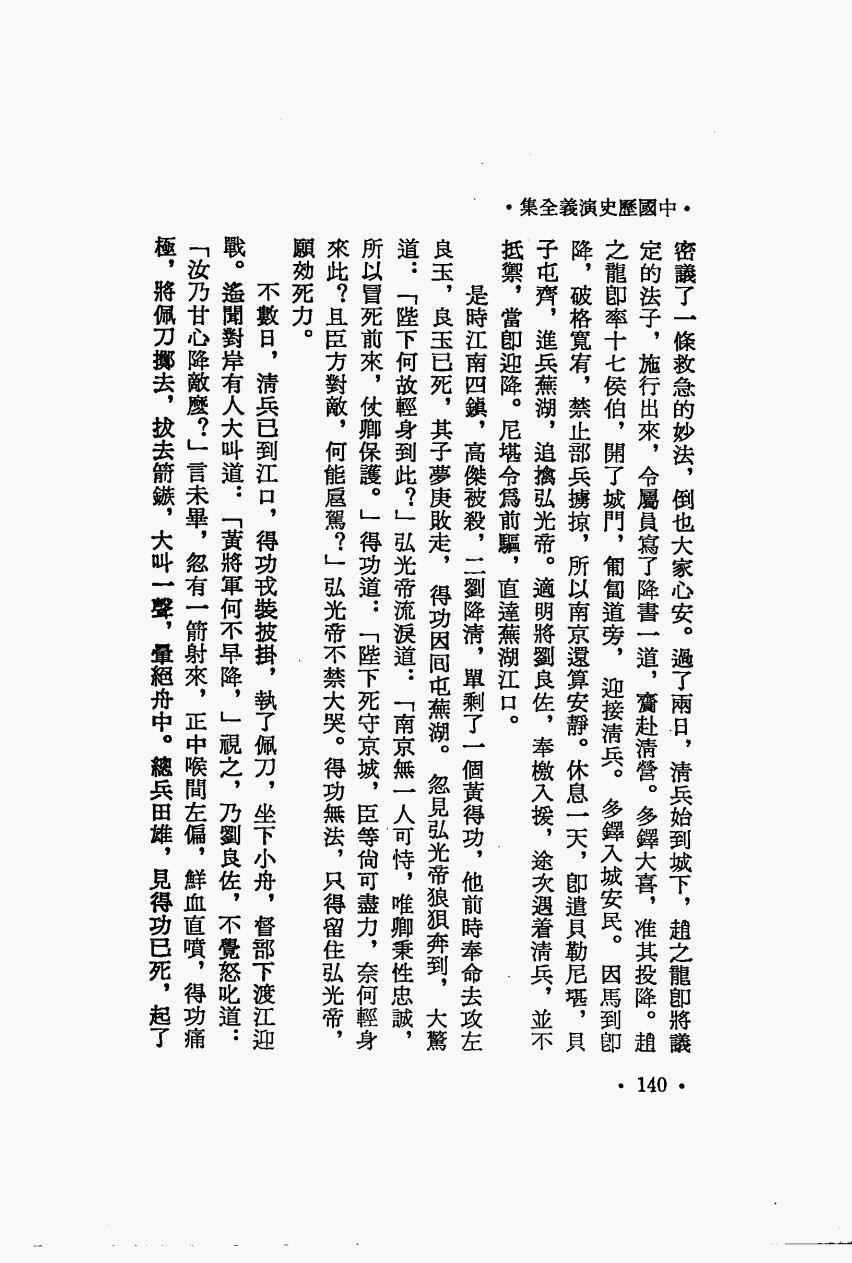 •中國歷史演義全集•
密議了一條救急的妙法，倒也大家心安。過了兩日，清兵始到城下，趙之龍卽將議
定的法子，施行出來，令屬員寫了降書一道，齎赴清營。多鐸大喜，准其投降。趙
之龍卽率十七侯伯，開了城門，匍匐道旁，迎接清兵。多鐸入城安民。因馬到卽
降，破格寬宥，禁止部兵擄掠，所以南京還算安靜。休息一天，卽遣貝勒尼堪，貝
子屯齊，進兵蕪湖，追擒弘光帝。適明將劉良佐，奉檄入援，途次遇着清兵，並不
抵禦，當卽迎降。尼堪令爲前驅，直達蕪湖江口。
是時江南四鎮，高傑被殺，二劉降清，單剩了一個黃得功，他前時奉命去攻左
良玉，良玉已死，其子夢庚敗走，得功因囘屯蕪湖。忽見弘光帝狼狽奔到，大驚
道：「陛下何故輕身到此？」弘光帝流淚道：「南京無一人可恃，唯卿秉性忠誠，
所以冒死前來，仗卿保護。」得功道：「陛下死守京城，臣等尙可盡力，奈何輕身
來此？且臣方對敵，何能扈駕？」弘光帝不禁大哭。得功無法，只得留住弘光帝，
願効死力。
不數日，清兵已到江口，得功戎裝披掛，執了佩刀，坐下小舟，督部下渡江迎
戰。遙聞對岸有人大叫道：「黃將軍何不早降，」視之，乃劉良佐，不覺怒叱道：
「汝乃甘心降敵麼？」言未畢，忽有一箭射來，正中喉間左偏，鮮血直噴，得功痛
極，將佩刀擲去，拔去箭鏃，大叫一聲，暈絕舟中。總兵田雄，見得功已死，起了
•140•